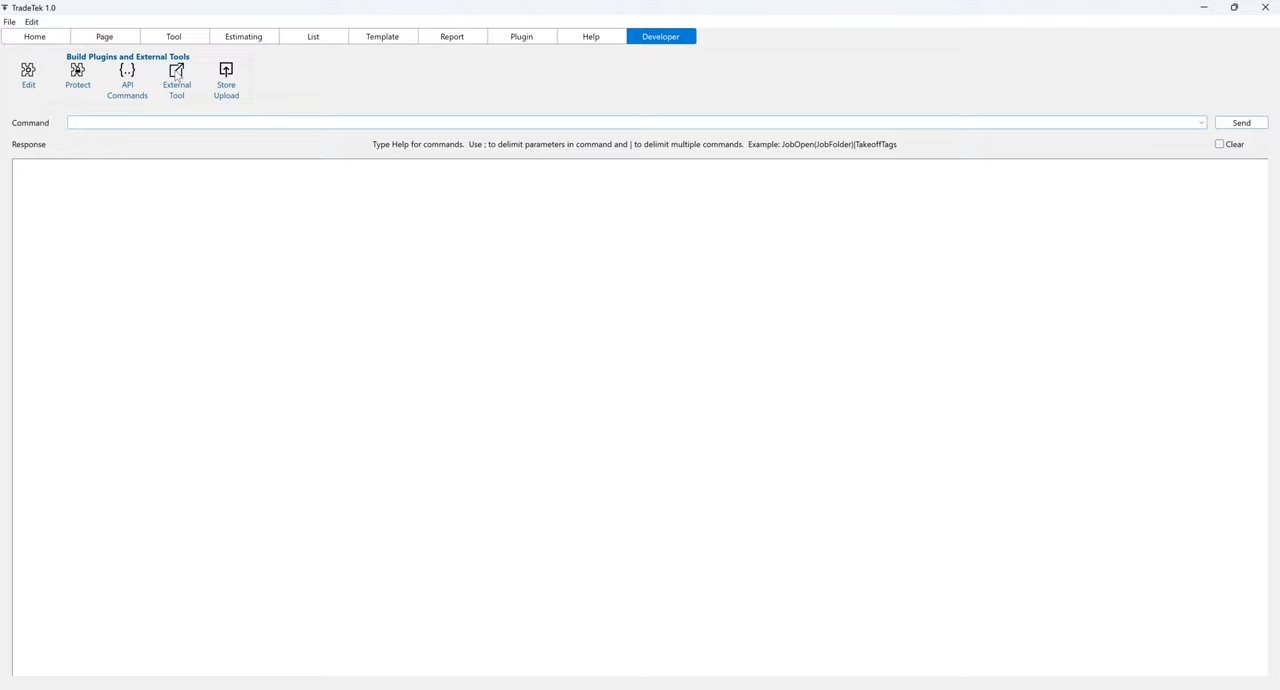 TradeTek 1.0
File Edit
Home Page Tool Estimating List Template Report Plugin Help Developer
Build Plugins and External Tools
{..}
Edit Protect API Commands External Tool Store Upload
Command Send
Response Type Help for commands. Use ; to delimit parameters in command and | to delimit multiple commands. Example: JobOpen(JobFolder)|TakeoffTags Clear